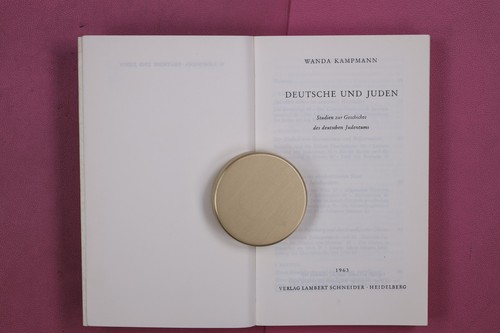 WANDA KAMPMANN
DEUTSCHE UND JUDEN
Studien zur Geschichte
des deutschen Judentums
1963
VERLAG LAMBERT SCHNEIDER · HEIDELBERG